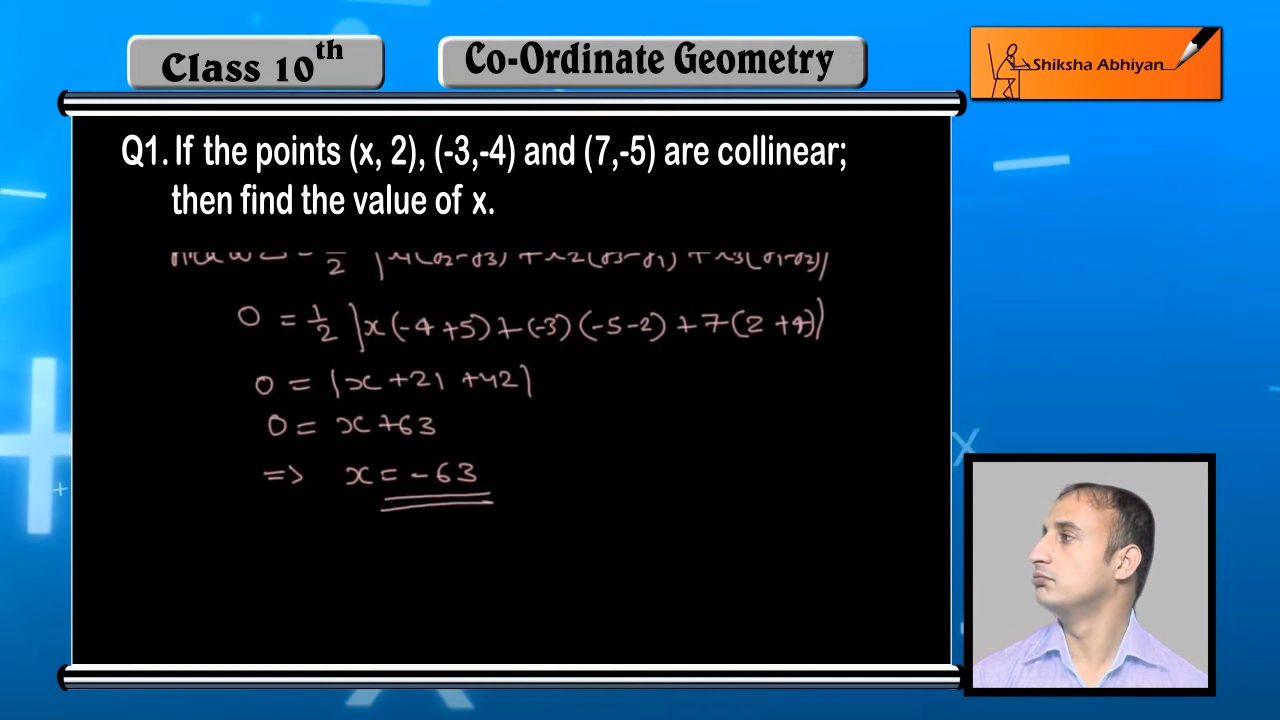 Class 10th
Co-Ordinate Geometry
Shiksha Abhiyan
Q1. If the points (x, 2), (-3,-4) and (7,-5) are collinear;
then find the value of x.
0 = 1/2 |x(-4+5)+(-3)(-5-2)+7(2+4)|
0 = |x+21+42|
0 = x+63
=> x = -63